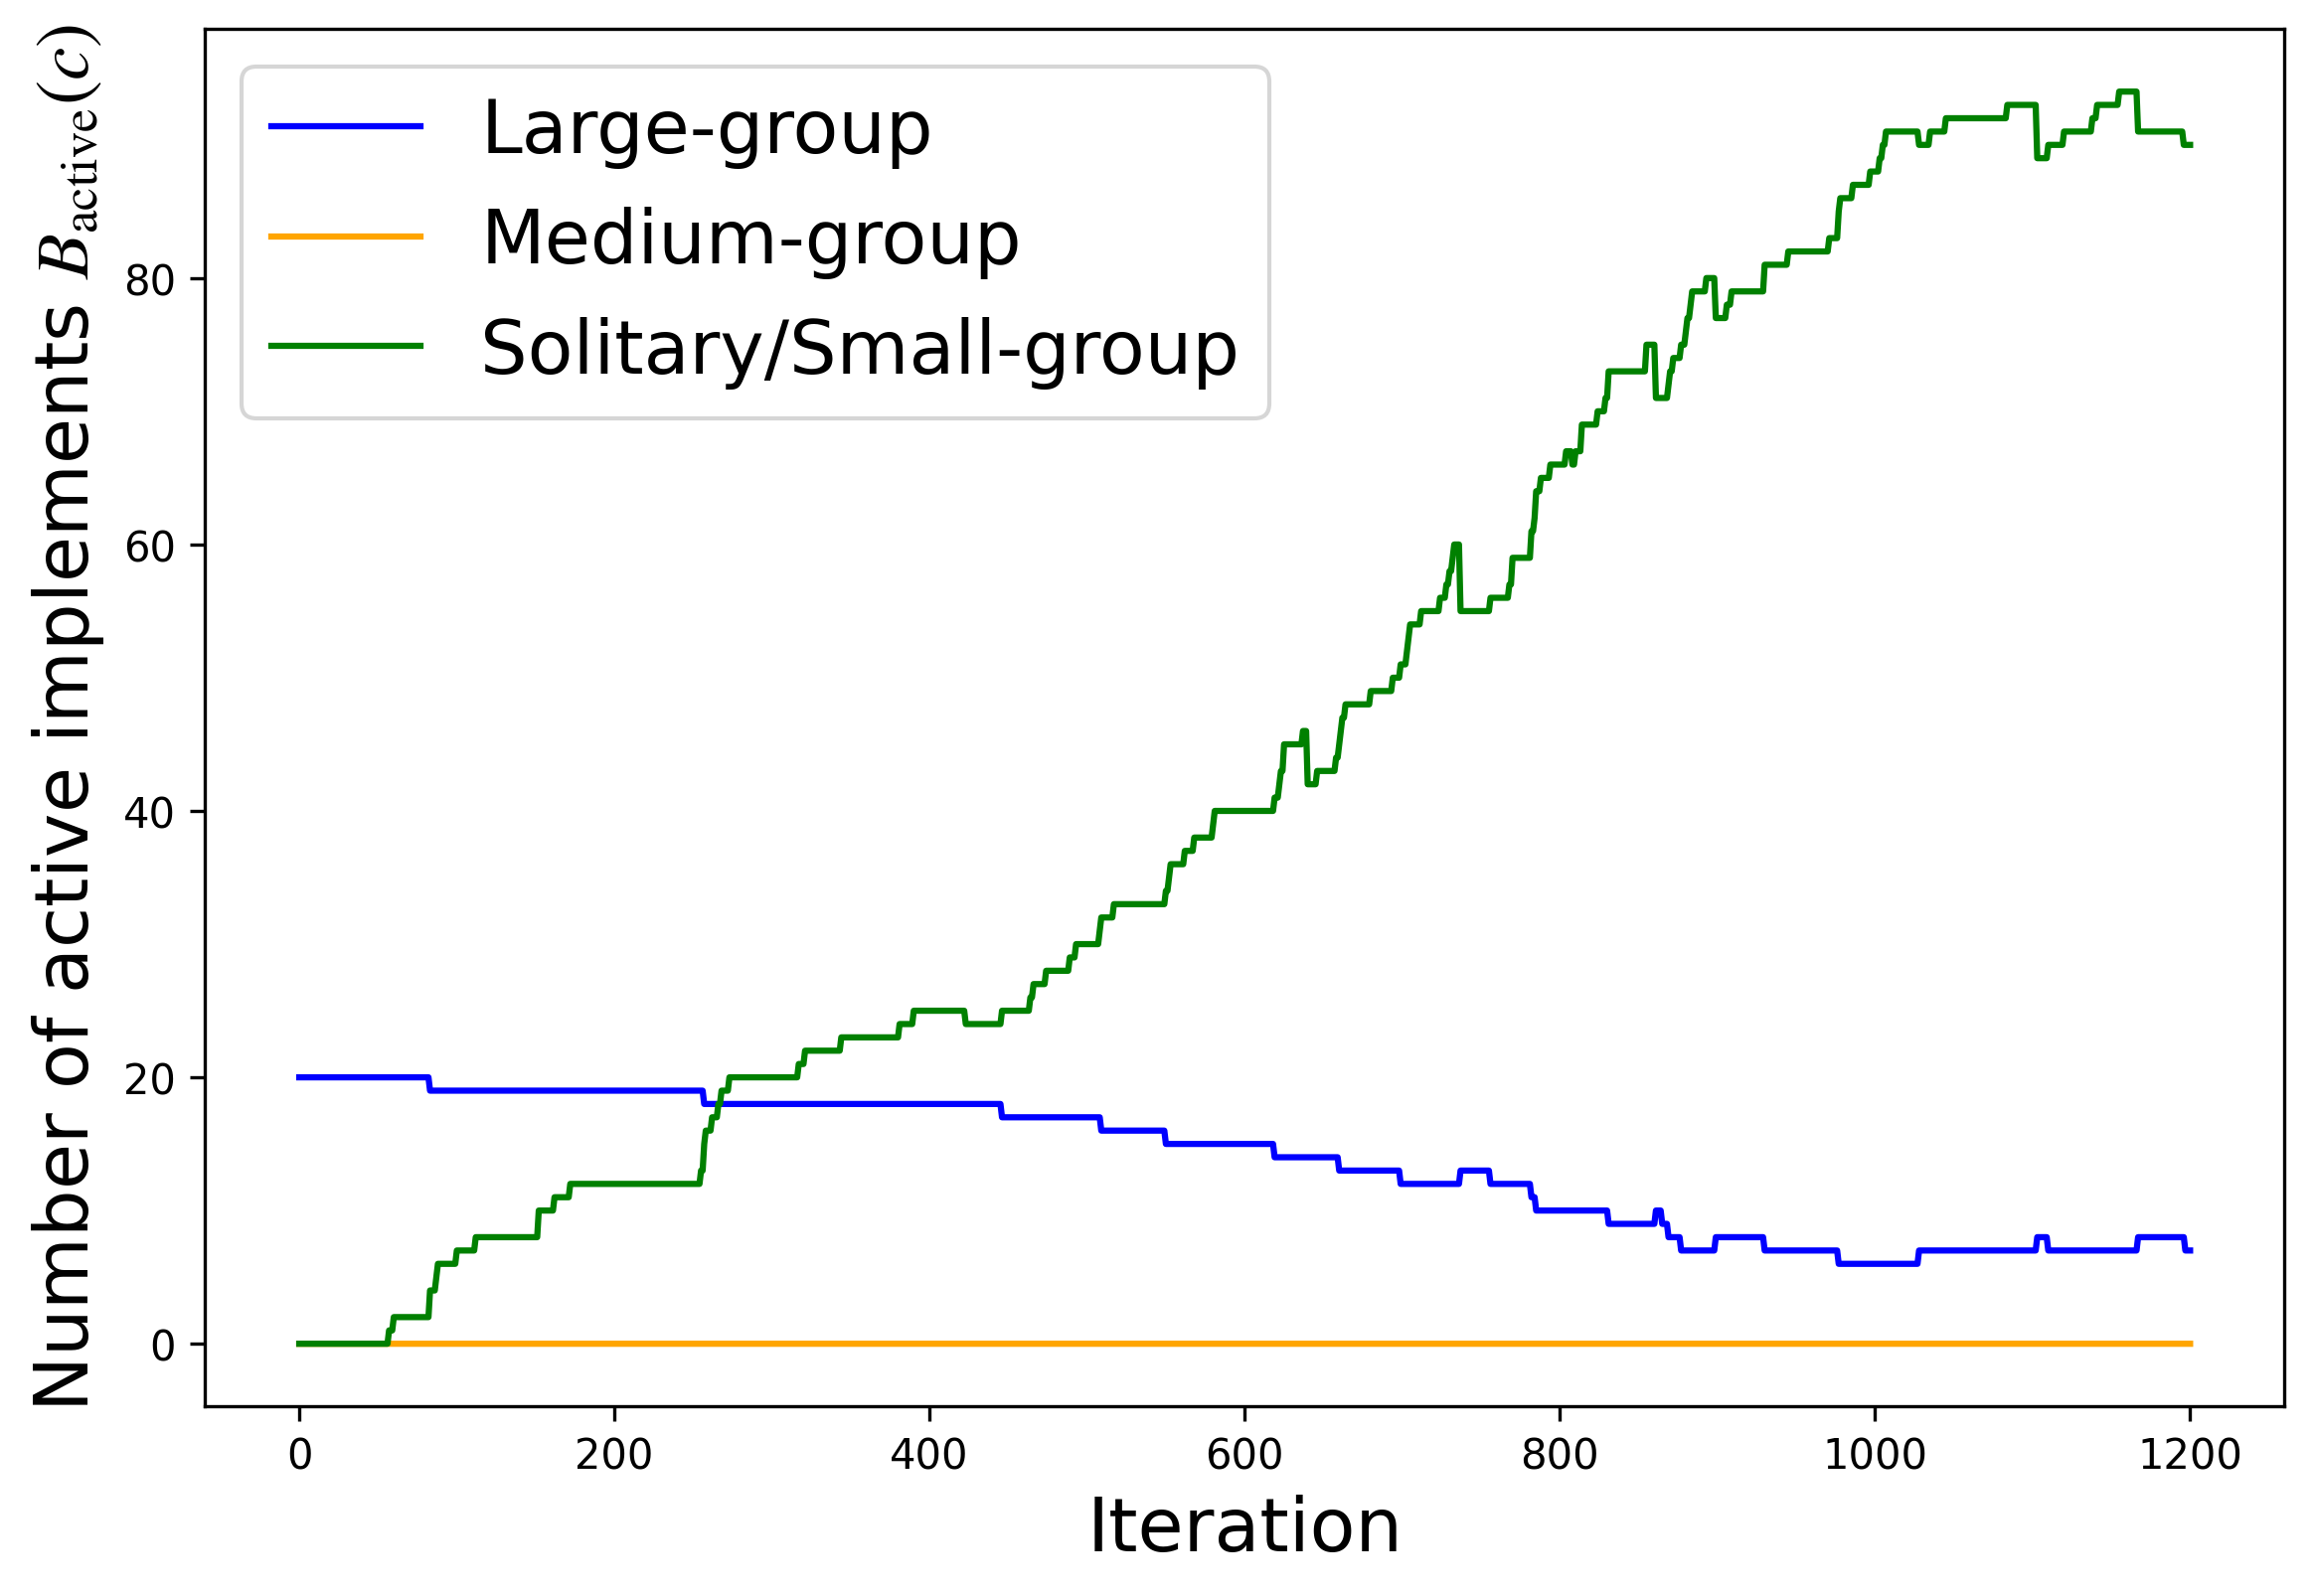 Number of active implements B_active(c)
Large-group
Medium-group
Solitary/Small-group
80
60
40
20
0
0 200 400 600 800 1000 1200
Iteration